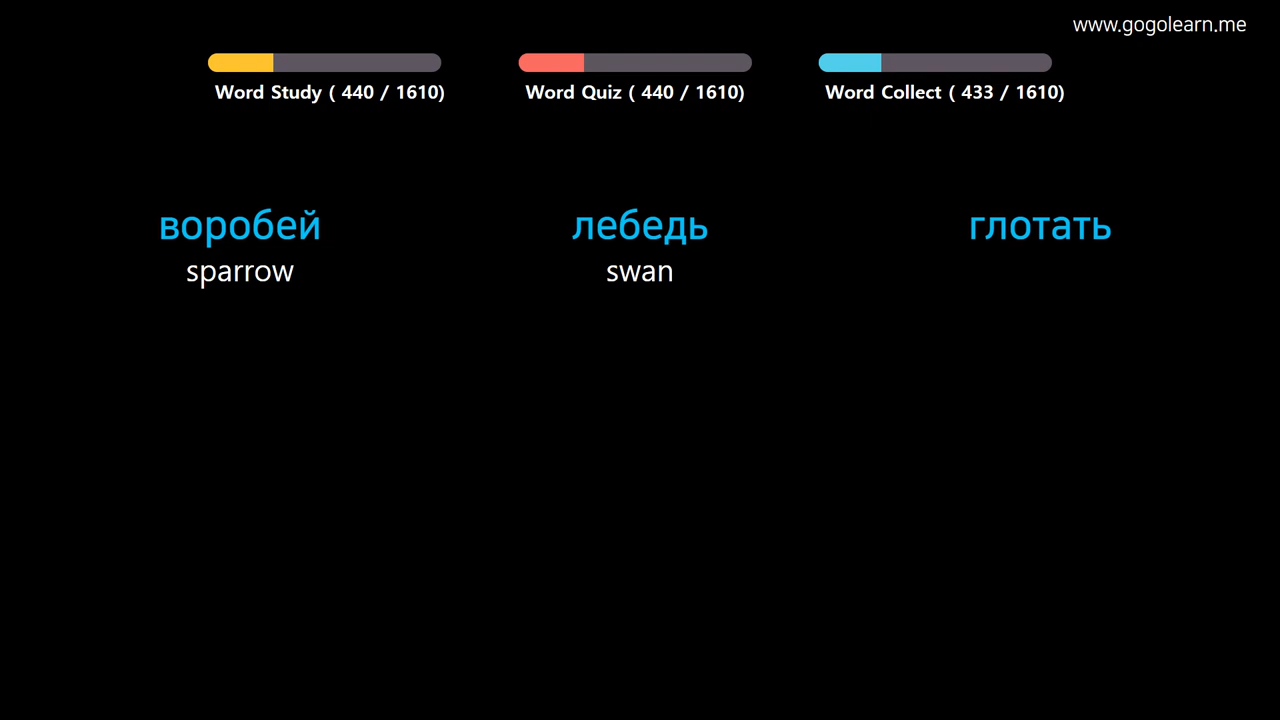 www.gogolearn.me
Word Study ( 440 / 1610)
Word Quiz ( 440 / 1610)
Word Collect ( 433 / 1610)
воробей
sparrow
лебедь
swan
глотать